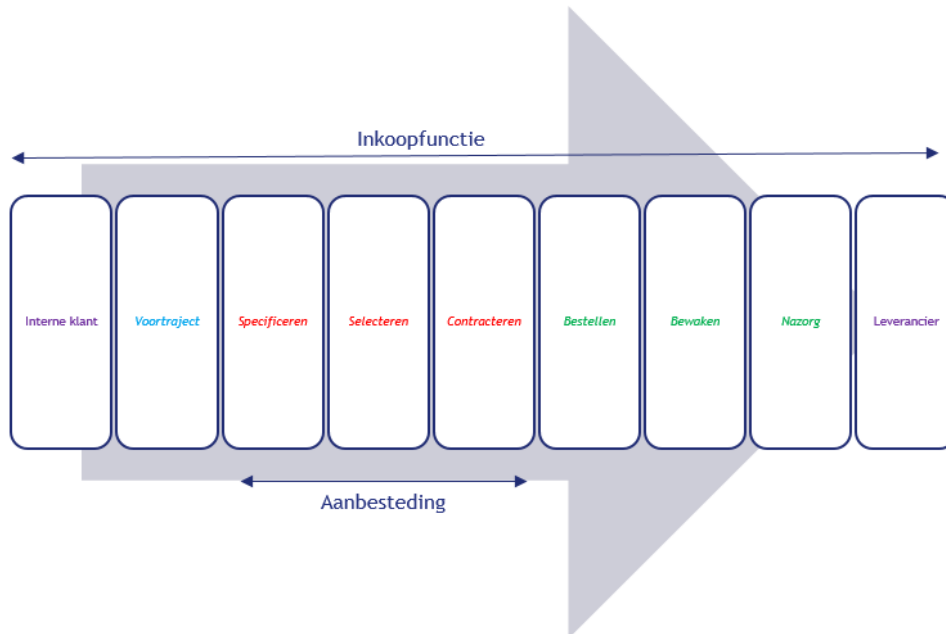 Inkoopfunctie
Interne klant
Voortraject
Specificeren
Selecteren
Contracteren
Bestellen
Bewaken
Nazorg
Leverancier
Aanbesteding